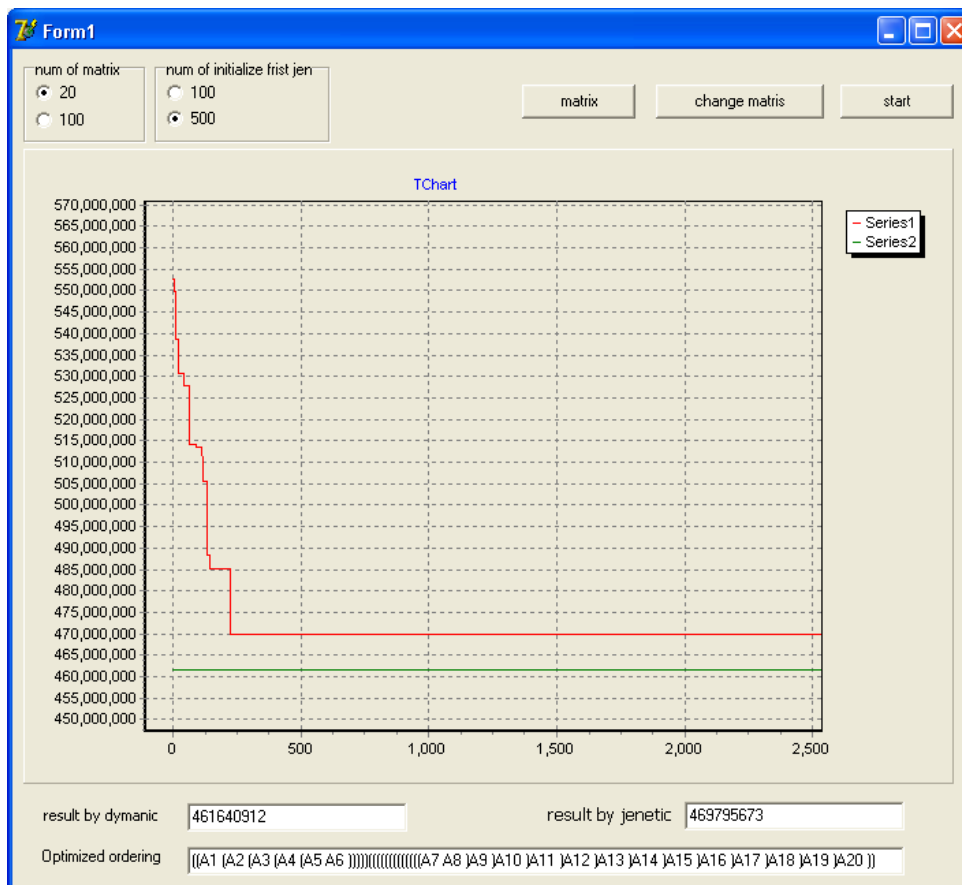 Form1
num of matrix
20
100
num of initialize frist jen
100
500
matrix
change matris
start
TChart
570,000,000
565,000,000
560,000,000
555,000,000
550,000,000
545,000,000
540,000,000
535,000,000
530,000,000
525,000,000
520,000,000
515,000,000
510,000,000
505,000,000
500,000,000
495,000,000
490,000,000
485,000,000
480,000,000
475,000,000
470,000,000
465,000,000
460,000,000
455,000,000
450,000,000
0 500 1,000 1,500 2,000 2,500
Series1
Series2
result by dymanic 461640912
result by jenetic 469795673
Optimized ordering ((A1 (A2 (A3 (A4 (A5 A6 )))))(((((((((((((A7 A8 )A9 )A10 )A11 )A12 )A13 )A14 )A15 )A16 )A17 )A18 )A19 )A20 ))